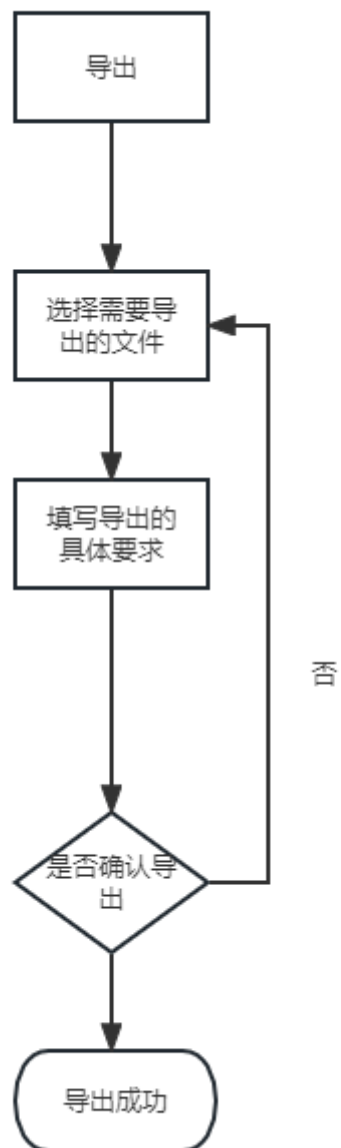 导出
选择需要导
出的文件
填写导出的
具体要求
否
是否确认导
出
导出成功